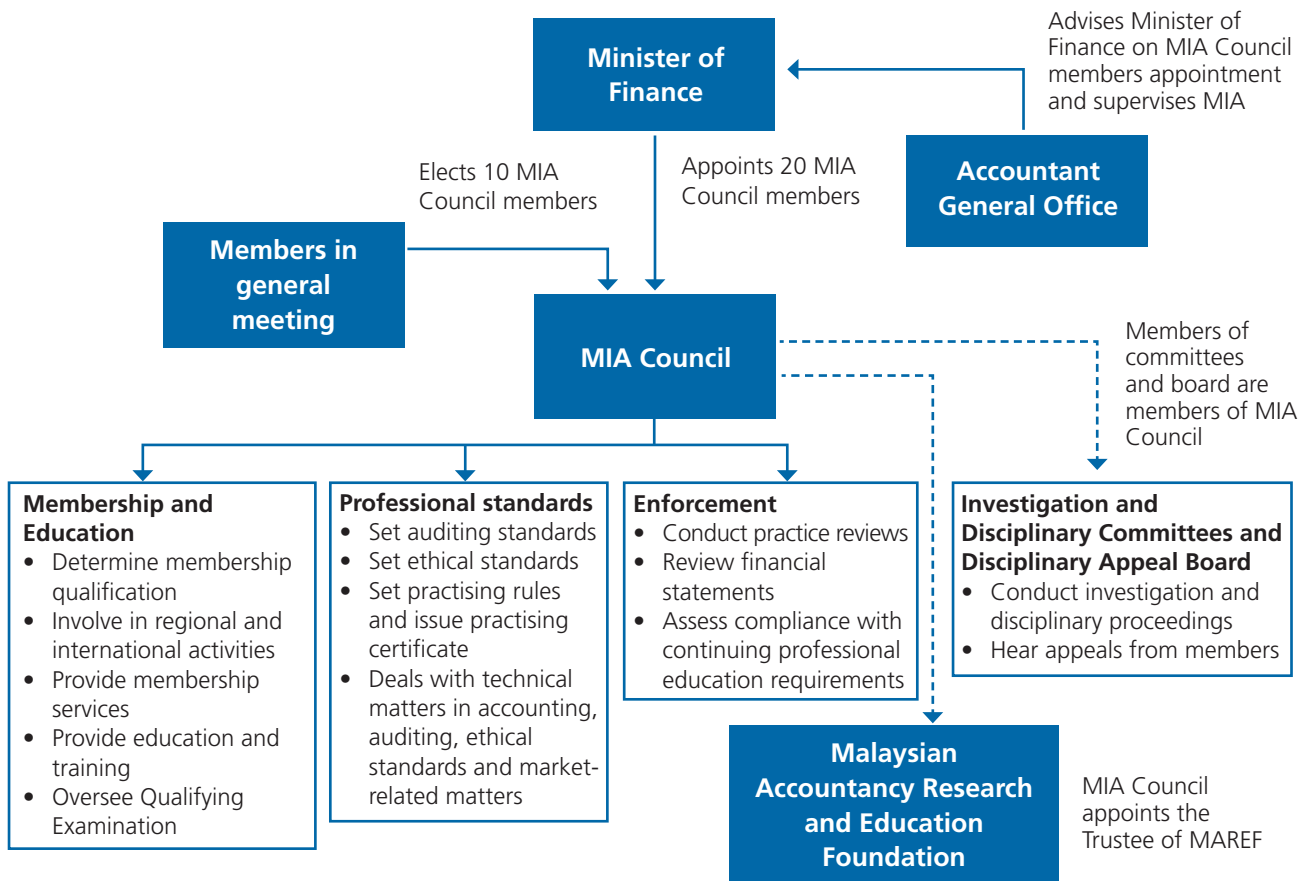 Minister of
Finance
Advises Minister of
Finance on MIA Council
members appointment
and supervises MIA
Accountant
General Office
Elects 10 MIA
Council members
Appoints 20 MIA
Council members
Members in
general
meeting
MIA Council
Members of
committees
and board are
members of MIA
Council
Membership and
Education
• Determine membership
qualification
• Involve in regional and
international activities
• Provide membership
services
• Provide education and
training
• Oversee Qualifying
Examination
Professional standards
• Set auditing standards
• Set ethical standards
• Set practising rules
and issue practising
certificate
• Deals with technical
matters in accounting,
auditing, ethical
standards and market-
related matters
Enforcement
• Conduct practice reviews
• Review financial
statements
• Assess compliance with
continuing professional
education requirements
Investigation and
Disciplinary Committees and
Disciplinary Appeal Board
• Conduct investigation and
disciplinary proceedings
• Hear appeals from members
Malaysian
Accountancy Research
and Education
Foundation
MIA Council
appoints the
Trustee of MAREF